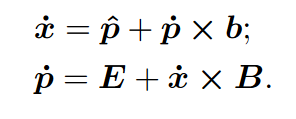 ẋ = p̂ + ṗ × b;
ṗ = E + ẋ × B.